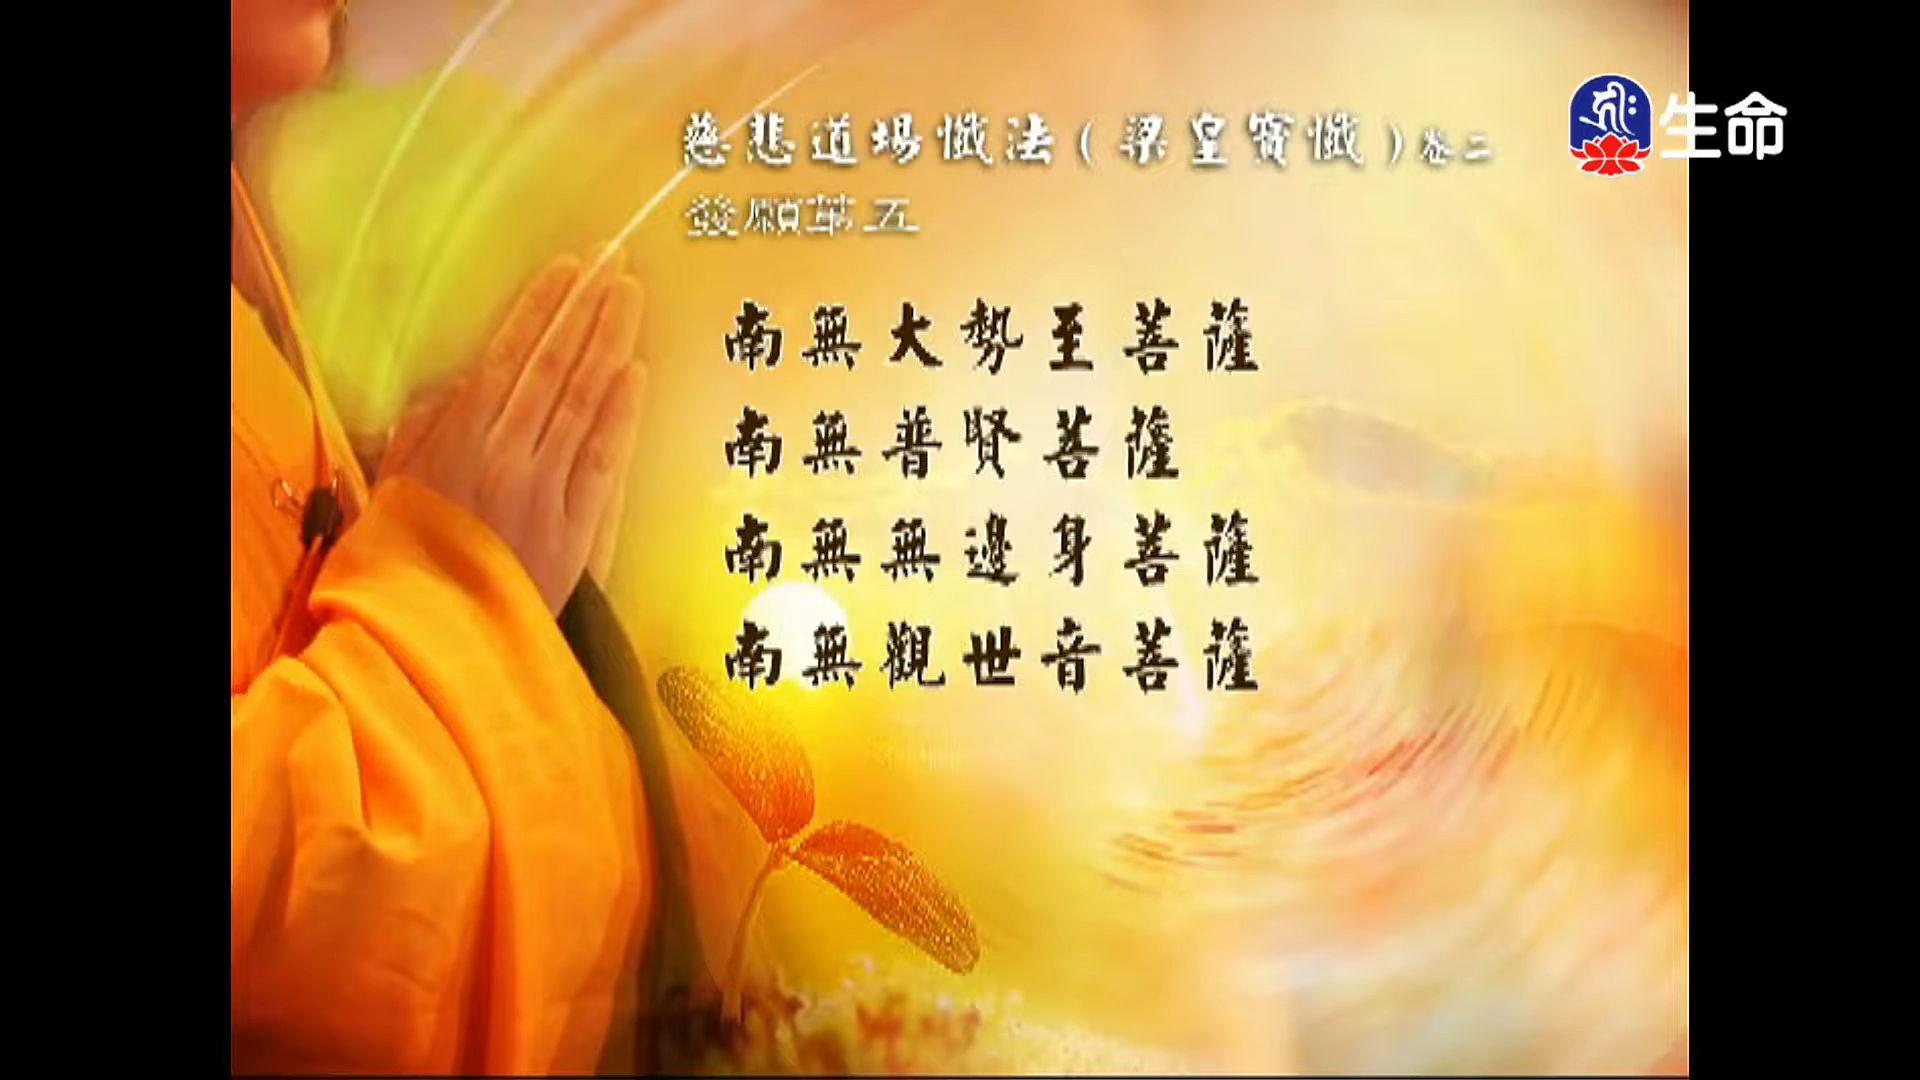 慈悲道場懺法(梁皇寶懺)卷二
發願第五
南無大勢至菩薩
南無普賢菩薩
南無無邊身菩薩
南無觀世音菩薩
生命